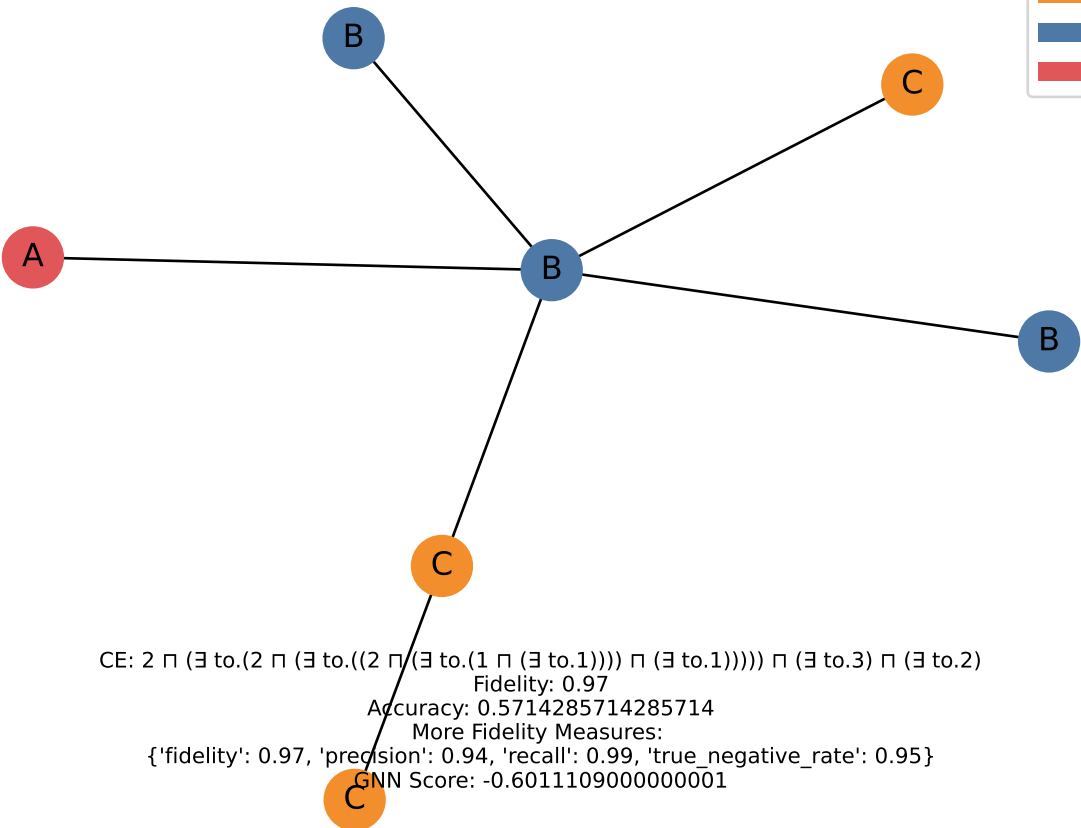 B
C
A
B
B
C
CE: 2 ⊓ (∃ to.(2 ⊓ (∃ to.((2 ⊓ (∃ to.(1 ⊓ (∃ to.1)))) ⊓ (∃ to.1))))) ⊓ (∃ to.3) ⊓ (∃ to.2)
Fidelity: 0.97
Accuracy: 0.5714285714285714
More Fidelity Measures:
{'fidelity': 0.97, 'precision': 0.94, 'recall': 0.99, 'true_negative_rate': 0.95}
GNN Score: -0.6011109000000001
C